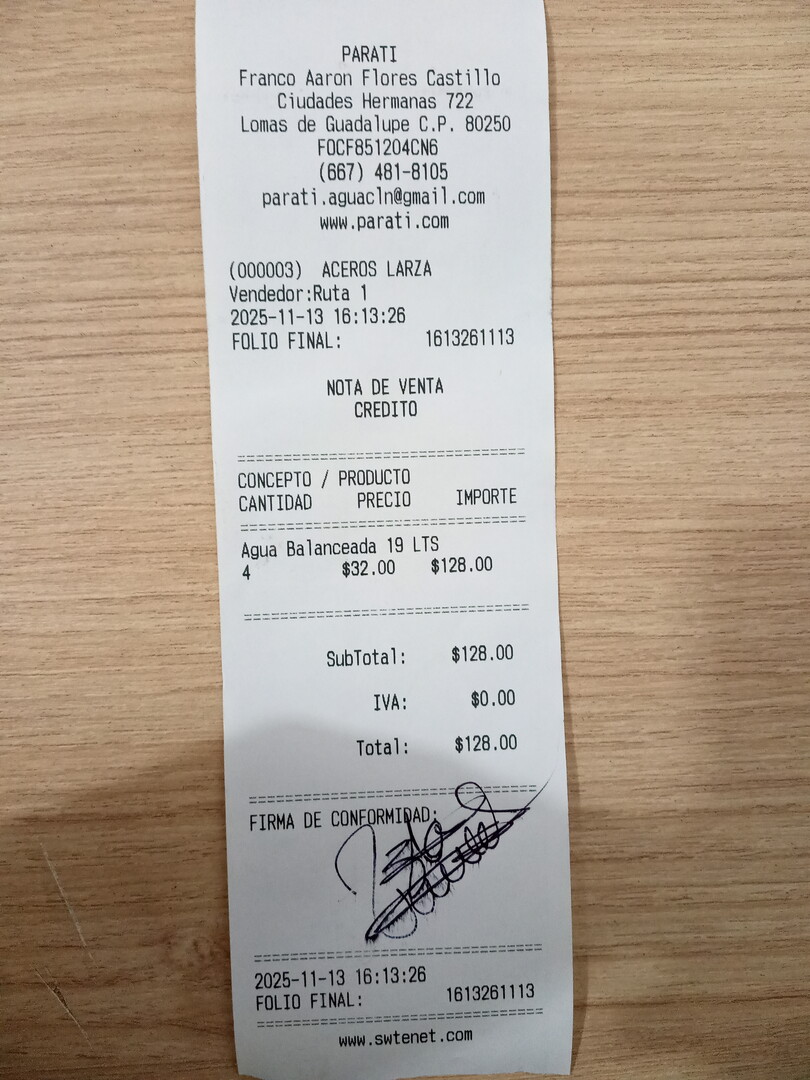 PARATI
Franco Aaron Flores Castillo
Ciudades Hermanas 722
Lomas de Guadalupe C.P. 80250
FOCF851204CN6
(667) 481-8105
parati.aguacln@gmail.com
www.parati.com
(000003) ACEROS LARZA
Vendedor:Ruta 1
2025-11-13 16:13:26
FOLIO FINAL: 1613261113
NOTA DE VENTA
CREDITO
CONCEPTO / PRODUCTO
CANTIDAD PRECIO IMPORTE
Agua Balanceada 19 LTS
4 $32.00 $128.00
SubTotal: $128.00
IVA: $0.00
Total: $128.00
FIRMA DE CONFORMIDAD:
2025-11-13 16:13:26
FOLIO FINAL: 1613261113
www.swtenet.com